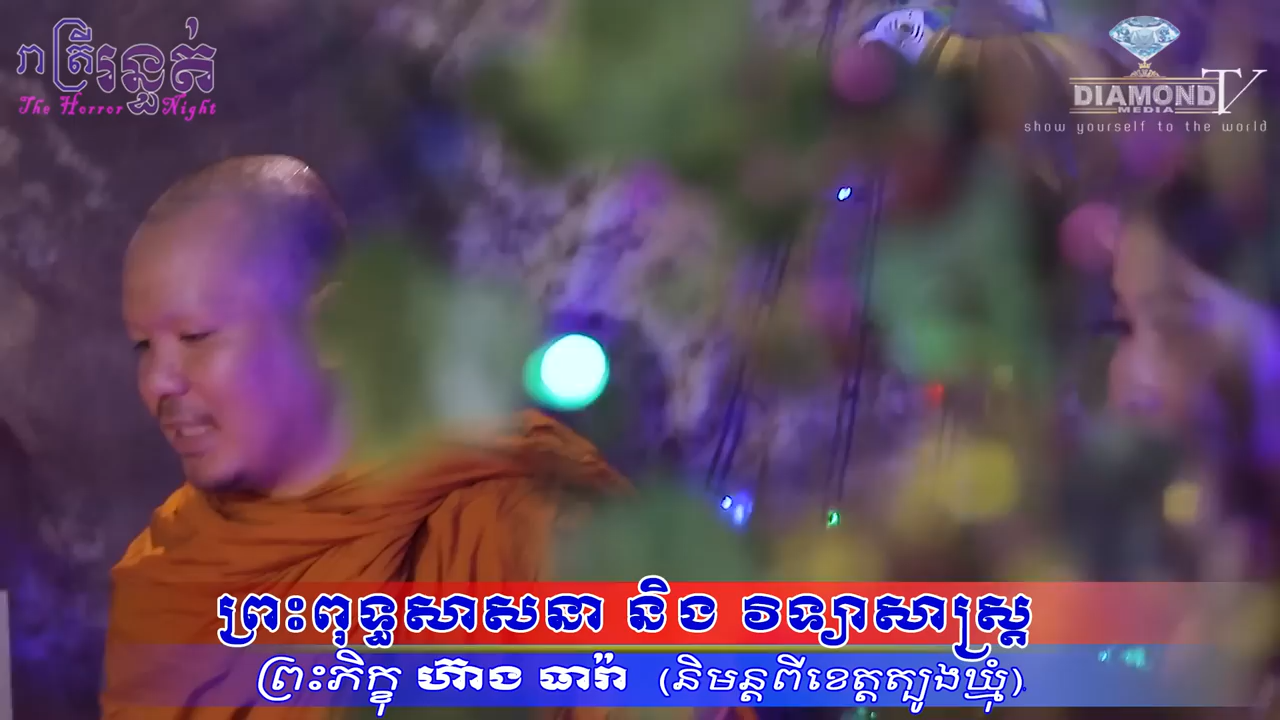 រាត្រីរន្ធត់
The Horror Night
DIAMOND TV
MEDIA
show yourself to the world
ព្រះពុទ្ធសាសនា និង វិទ្យាសាស្ត្រ
ព្រះភិក្ខុ ហ៊ាង ធារ៉ា (និមន្តពីខេត្តត្បូងឃ្មុំ)